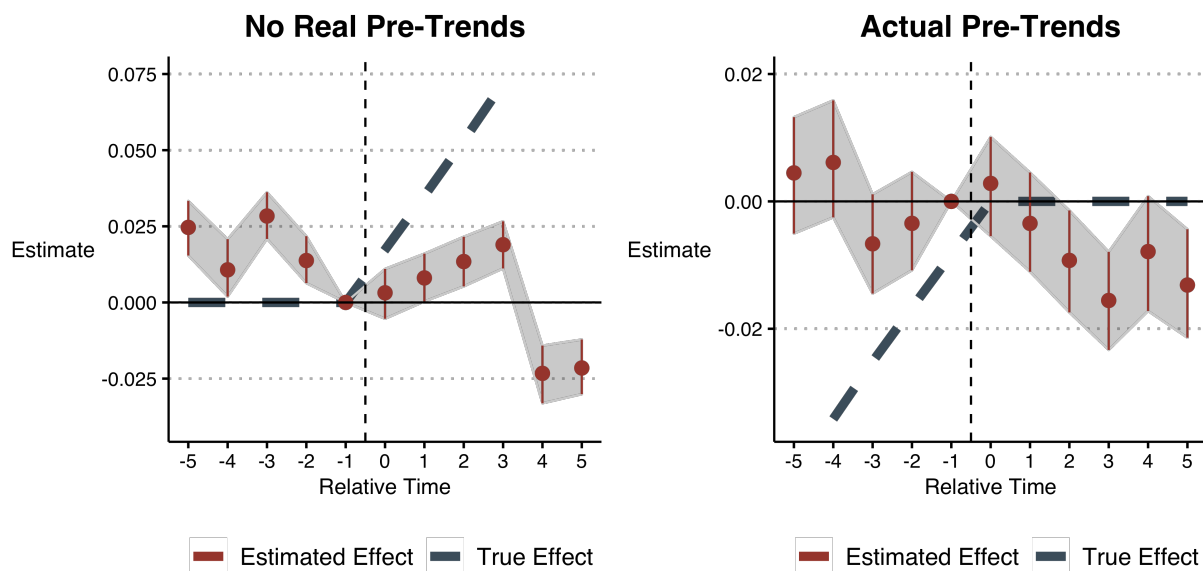 No Real Pre-Trends
0.075
0.050
0.025
0.000
-0.025
Estimate
-5 -4 -3 -2 -1 0 1 2 3 4 5
Relative Time
Estimated Effect True Effect
Actual Pre-Trends
0.02
0.00
-0.02
Estimate
-5 -4 -3 -2 -1 0 1 2 3 4 5
Relative Time
Estimated Effect True Effect